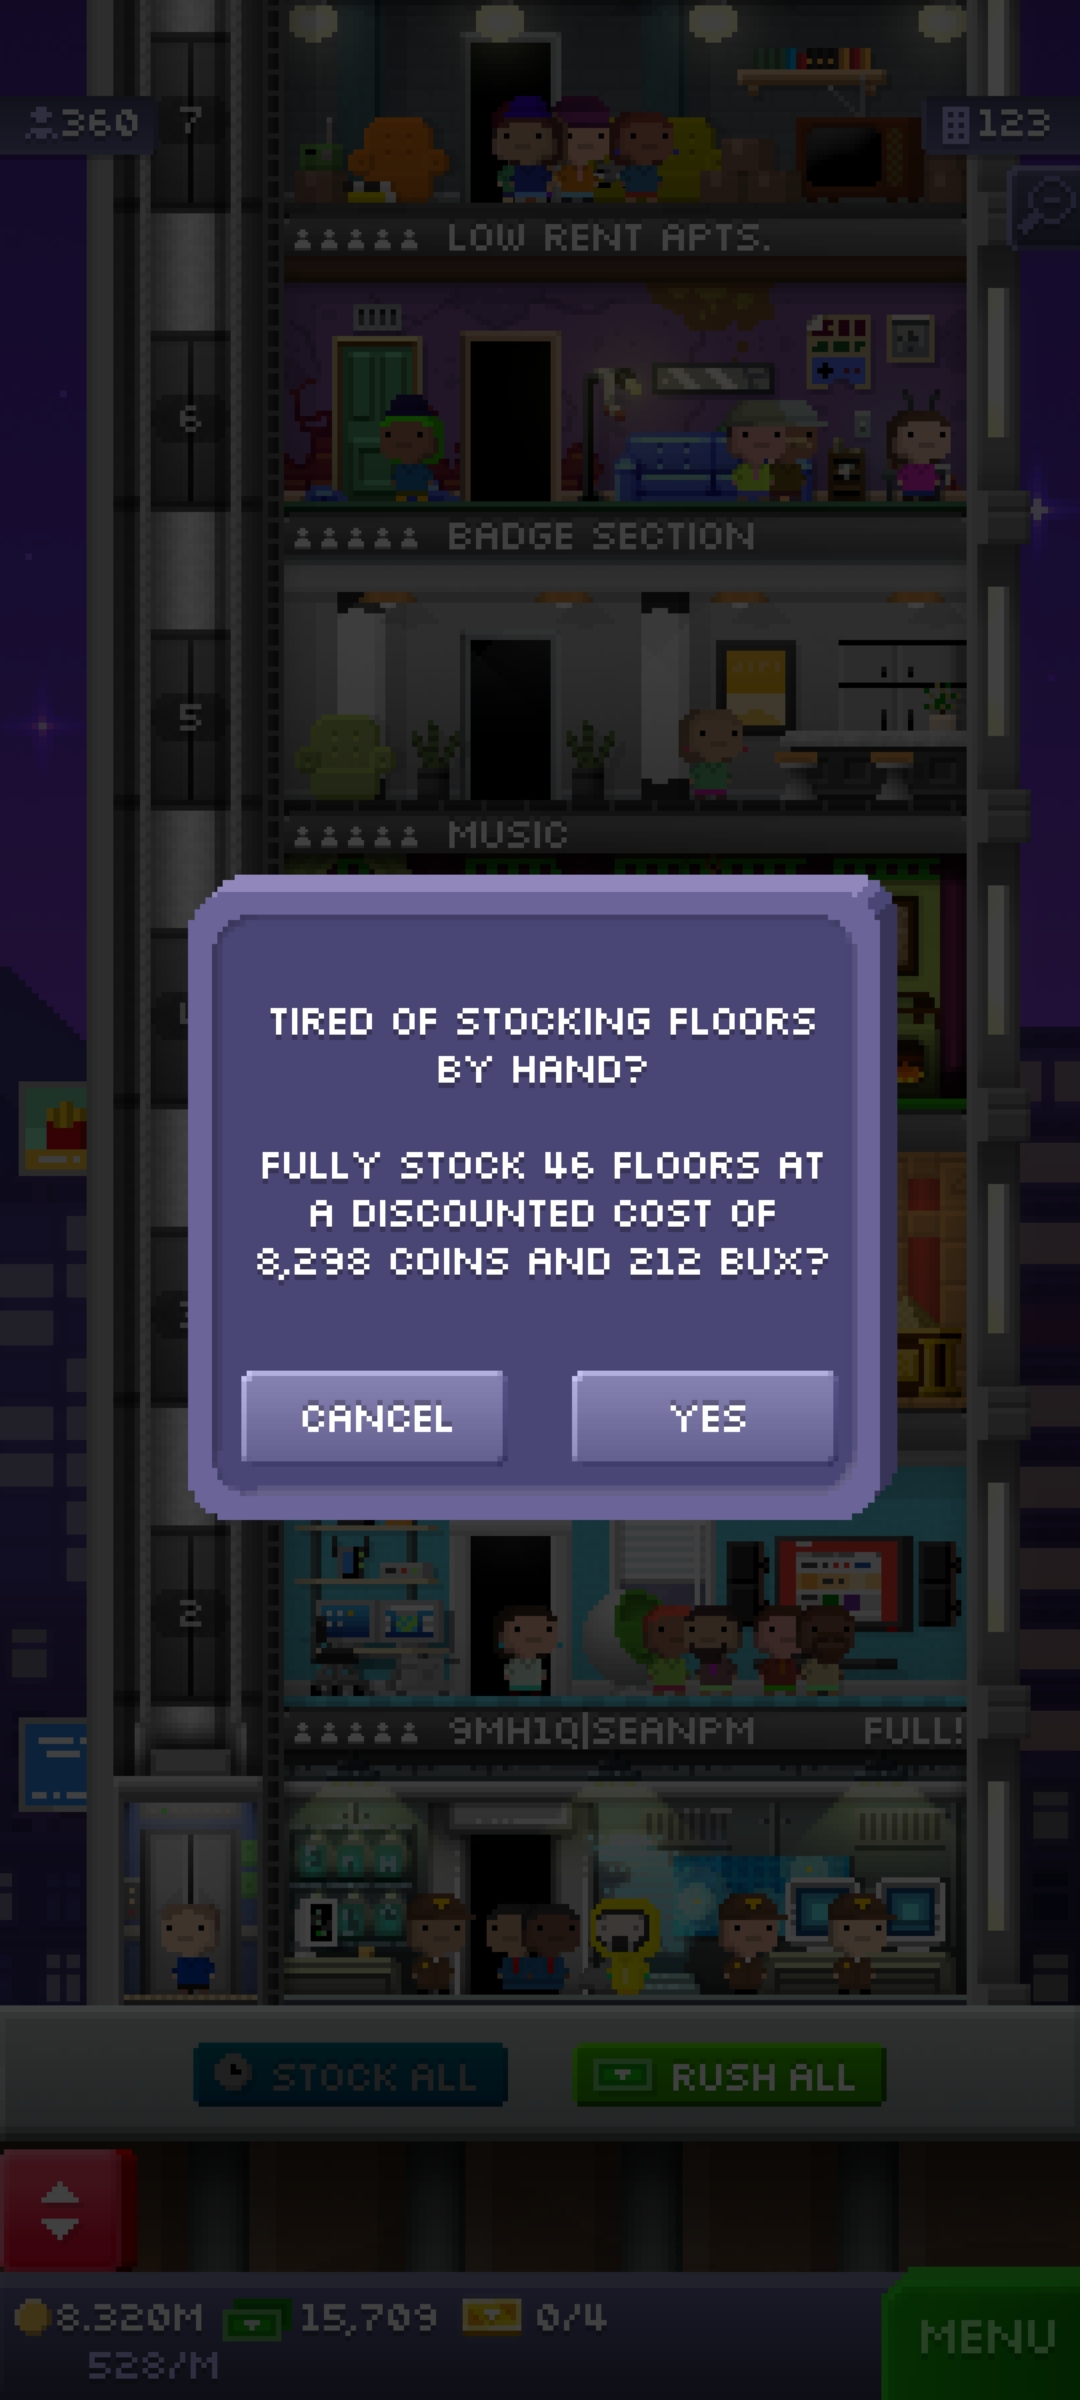 360
7
123
LOW RENT APTS.
6
BADGE SECTION
5
MUSIC
TIRED OF STOCKING FLOORS
BY HAND?
FULLY STOCK 46 FLOORS AT
A DISCOUNTED COST OF
8,298 COINS AND 212 BUX?
CANCEL
YES
2
9MH1Q|SEANPM
FULL!
STOCK ALL
RUSH ALL
8.320M
15,709
0/4
528/M
MENU